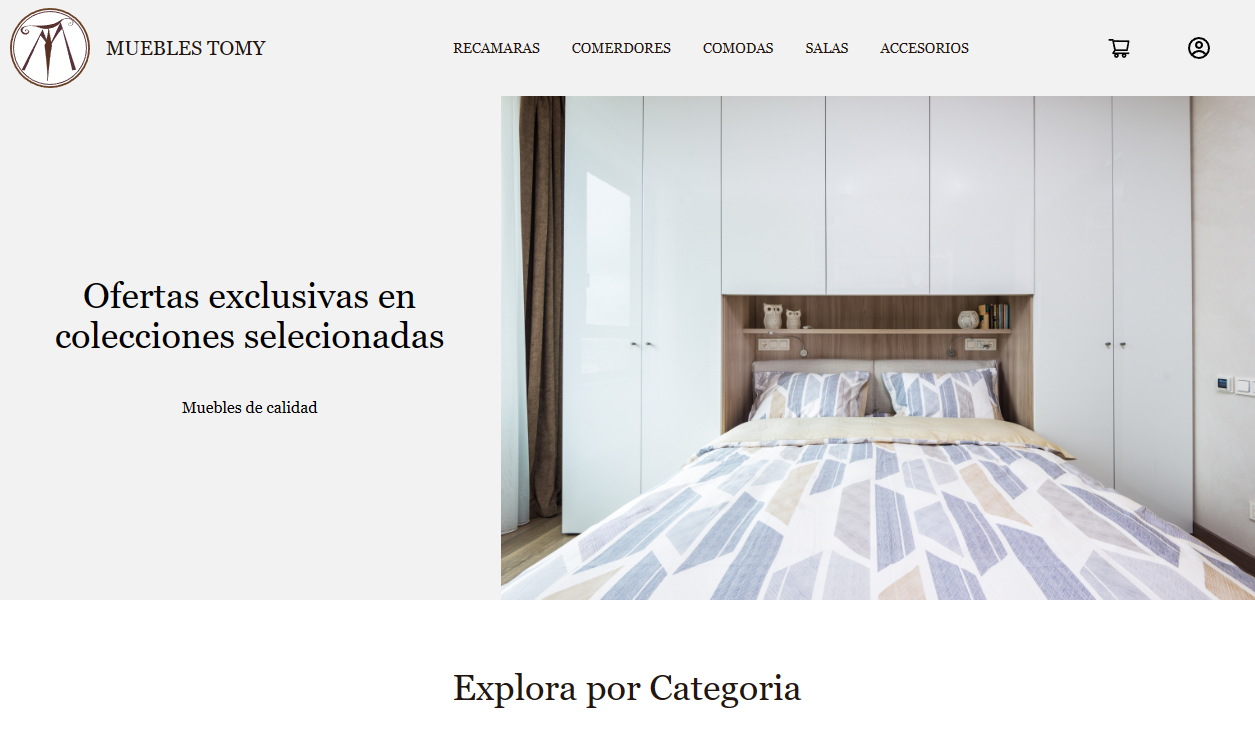 MUEBLES TOMY
RECAMARAS COMERDORES COMODAS SALAS ACCESORIOS
Ofertas exclusivas en
colecciones selecionadas
Muebles de calidad
Explora por Categoria